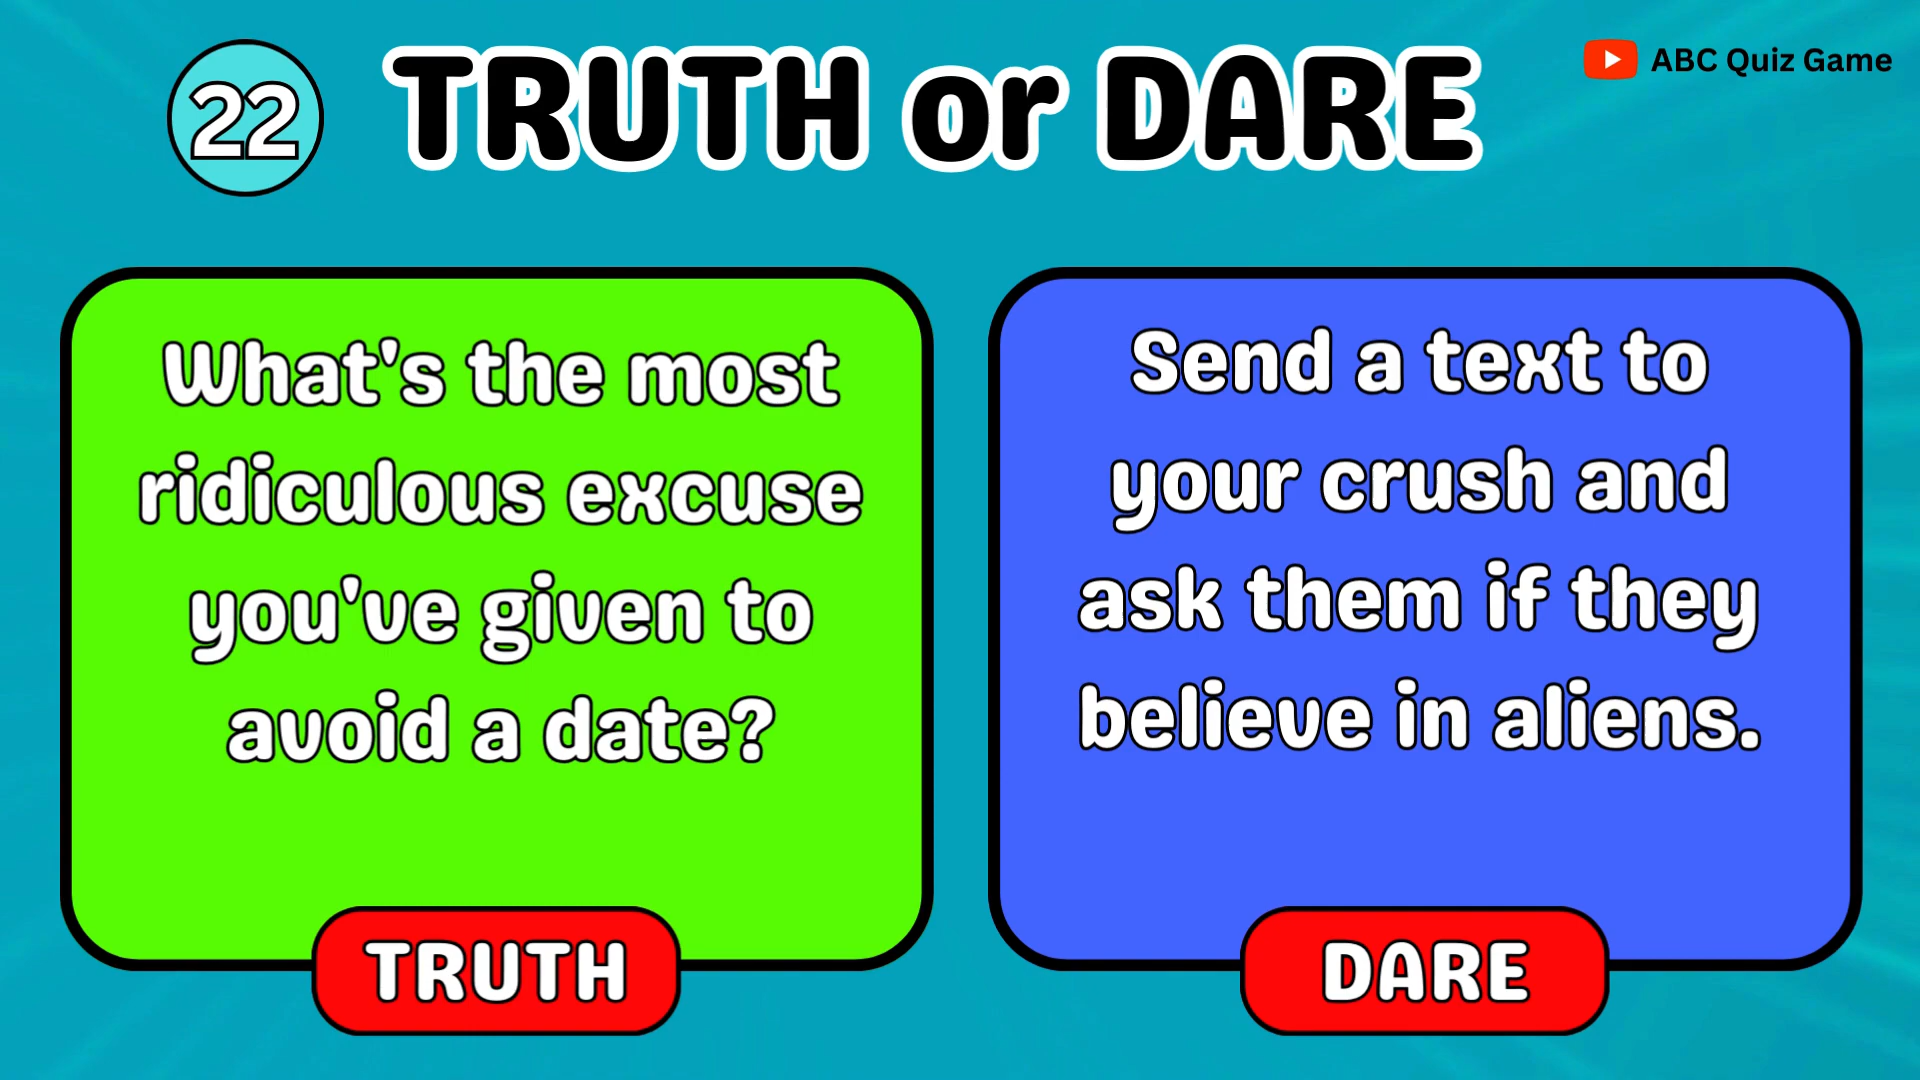 22
TRUTH or DARE
ABC Quiz Game
What's the most
ridiculous excuse
you've given to
avoid a date?
TRUTH
Send a text to
your crush and
ask them if they
believe in aliens.
DARE